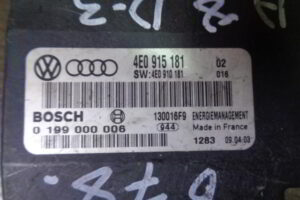 4E0 915 181 02
SW:4E0 910 181 016
BOSCH 130016F9 ENERGIEMANAGEMENT
0 199 000 006 944 Made in France
1283 09.04.03